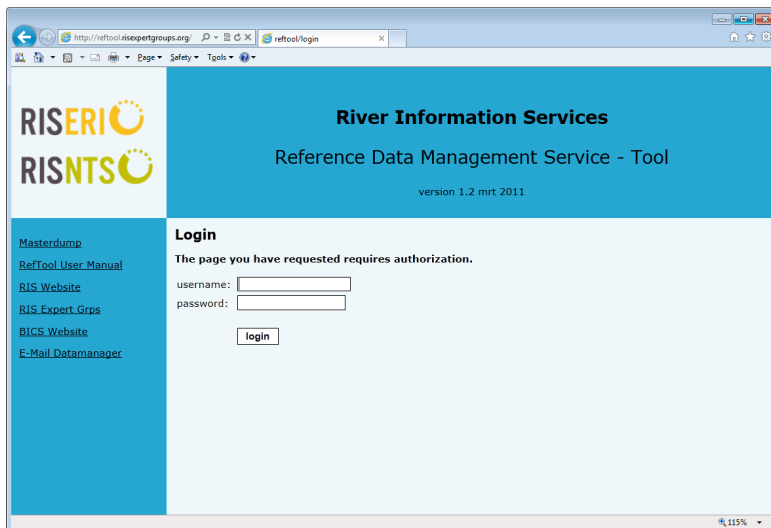 http://reftool.risexpertgroups.org/
reftool/login
Page
Safety
Tools
RISERI
RISNTS
River Information Services
Reference Data Management Service - Tool
version 1.2 mrt 2011
Masterdump
RefTool User Manual
RIS Website
RIS Expert Grps
BICS Website
E-Mail Datamanager
Login
The page you have requested requires authorization.
username:
password:
login
115%